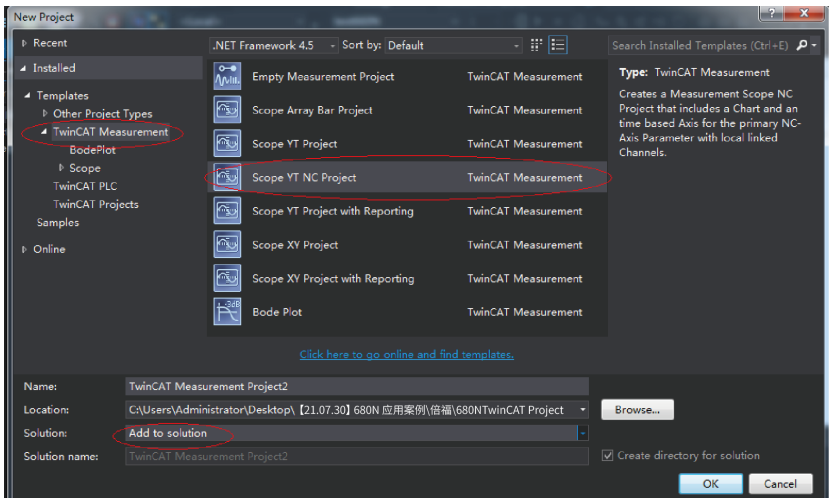 New Project
Recent
.NET Framework 4.5 Sort by: Default
Search Installed Templates (Ctrl+E)
Installed
Templates
Other Project Types
TwinCAT Measurement
BodePlot
Scope
TwinCAT PLC
TwinCAT Projects
Samples
Online
Empty Measurement Project TwinCAT Measurement
Scope Array Bar Project TwinCAT Measurement
Scope YT Project TwinCAT Measurement
Scope YT NC Project TwinCAT Measurement
Scope YT Project with Reporting TwinCAT Measurement
Scope XY Project TwinCAT Measurement
Scope XY Project with Reporting TwinCAT Measurement
Bode Plot TwinCAT Measurement
Type: TwinCAT Measurement
Creates a Measurement Scope NC
Project that includes a Chart and an
time based Axis for the primary NC-
Axis Parameter with local linked
Channels.
Click here to go online and find templates.
Name: TwinCAT Measurement Project2
Location: C:\Users\Administrator\Desktop\【21.07.30】680N 应用案例\倍福\680NTwinCAT Project Browse...
Solution: Add to solution
Solution name: TwinCAT Measurement Project2 Create directory for solution
OK Cancel